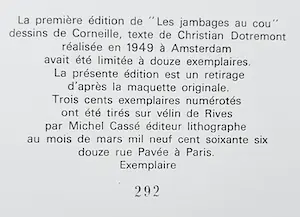 La première édition de "Les jambages au cou"
dessins de Corneille, texte de Christian Dotremont
réalisée en 1949 à Amsterdam
avait été limitée à douze exemplaires.
La présente édition est un retirage
d'après la maquette originale.
Trois cents exemplaires numérotés
ont été tirés sur vélin de Rives
par Michel Cassé éditeur lithographe
au mois de mars mil neuf cent soixante six
douze rue Pavée à Paris.
Exemplaire
292